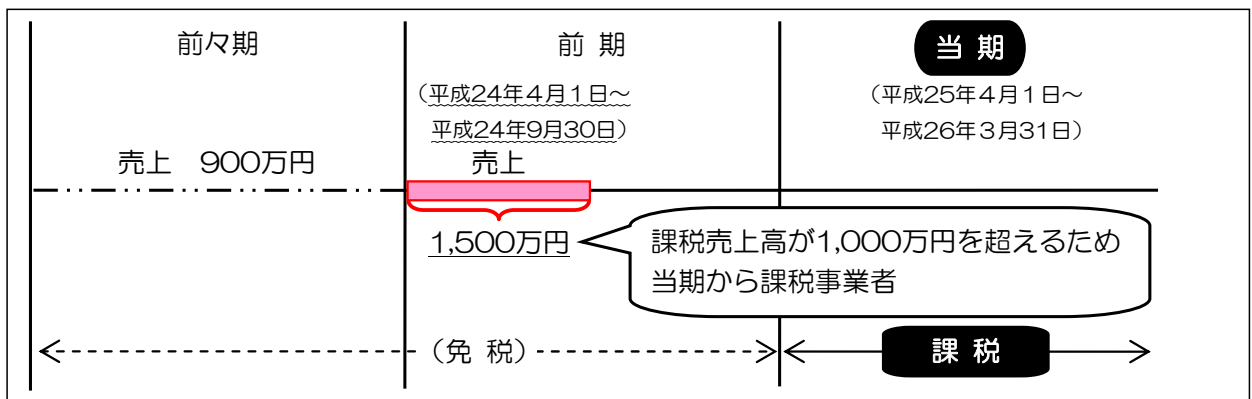 前々期
前 期
当 期
（平成24年4月1日～
平成24年9月30日）
（平成25年4月1日～
平成26年3月31日）
売上 900万円
売上
1,500万円
課税売上高が1,000万円を超えるため
当期から課税事業者
（免 税）
課 税